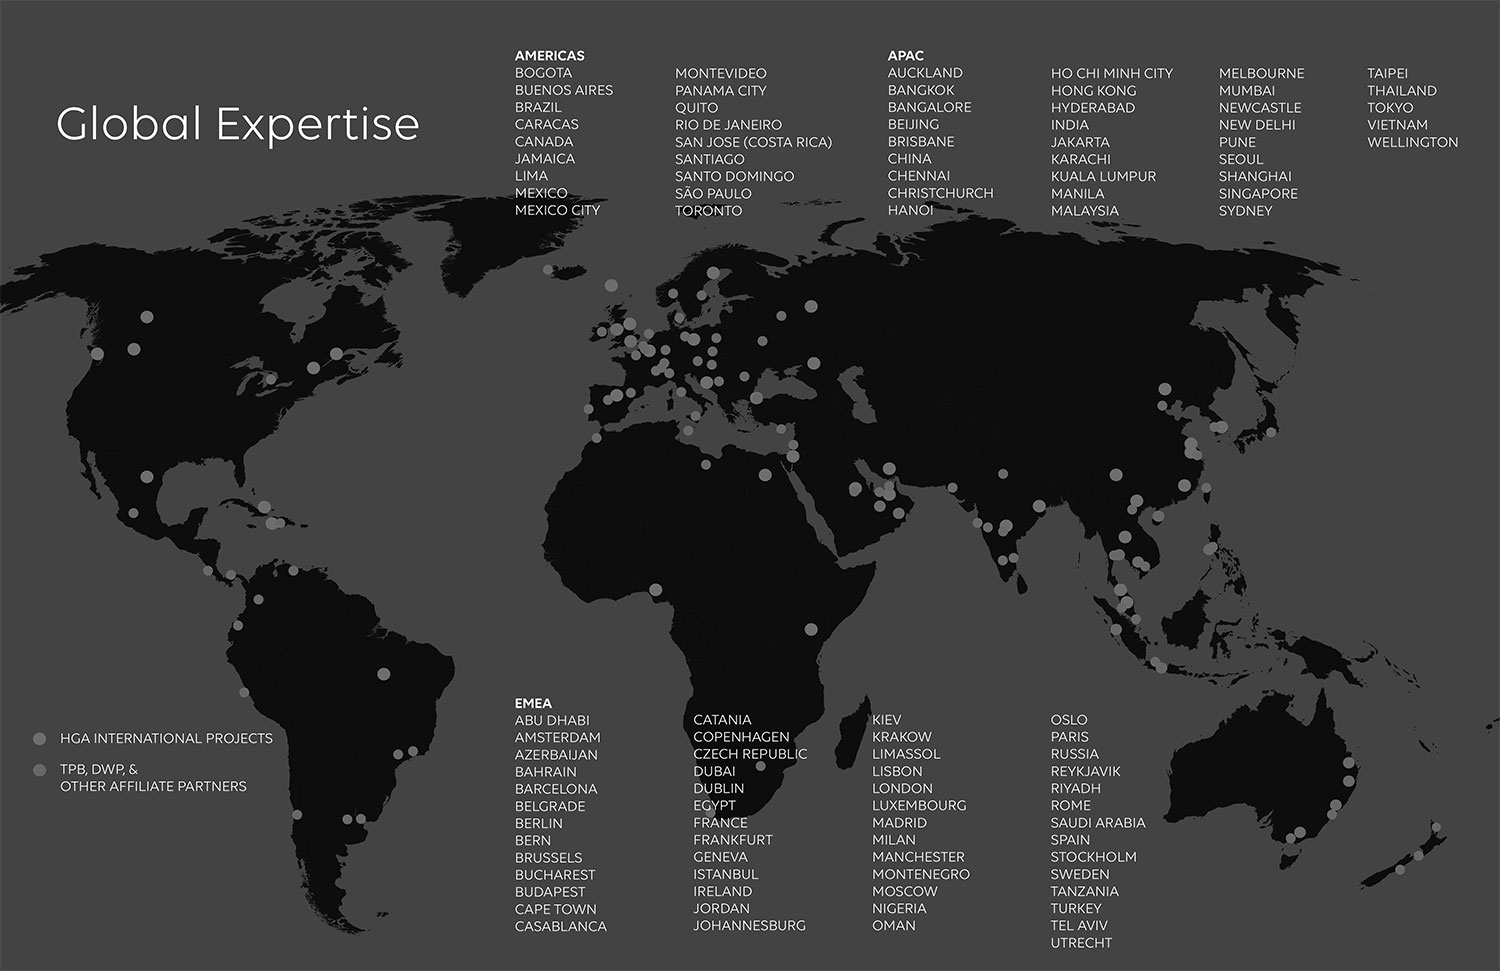 Global Expertise
AMERICAS
BOGOTA
BUENOS AIRES
BRAZIL
CARACAS
CANADA
JAMAICA
LIMA
MEXICO
MEXICO CITY
MONTEVIDEO
PANAMA CITY
QUITO
RIO DE JANEIRO
SAN JOSE (COSTA RICA)
SANTIAGO
SANTO DOMINGO
SÃO PAULO
TORONTO
APAC
AUCKLAND
BANGKOK
BANGALORE
BEIJING
BRISBANE
CHINA
CHENNAI
CHRISTCHURCH
HANOI
HO CHI MINH CITY
HONG KONG
HYDERABAD
INDIA
JAKARTA
KARACHI
KUALA LUMPUR
MANILA
MALAYSIA
MELBOURNE
MUMBAI
NEWCASTLE
NEW DELHI
PUNE
SEOUL
SHANGHAI
SINGAPORE
SYDNEY
TAIPEI
THAILAND
TOKYO
VIETNAM
WELLINGTON
HGA INTERNATIONAL PROJECTS
TPB, DWP, &
OTHER AFFILIATE PARTNERS
EMEA
ABU DHABI
AMSTERDAM
AZERBAIJAN
BAHRAIN
BARCELONA
BELGRADE
BERLIN
BERN
BRUSSELS
BUCHAREST
BUDAPEST
CAPE TOWN
CASABLANCA
CATANIA
COPENHAGEN
CZECH REPUBLIC
DUBAI
DUBLIN
EGYPT
FRANCE
FRANKFURT
GENEVA
ISTANBUL
IRELAND
JORDAN
JOHANNESBURG
KIEV
KRAKOW
LIMASSOL
LISBON
LONDON
LUXEMBOURG
MADRID
MILAN
MANCHESTER
MONTENEGRO
MOSCOW
NIGERIA
OMAN
OSLO
PARIS
RUSSIA
REYKJAVIK
RIYADH
ROME
SAUDI ARABIA
SPAIN
STOCKHOLM
SWEDEN
TANZANIA
TURKEY
TEL AVIV
UTRECHT